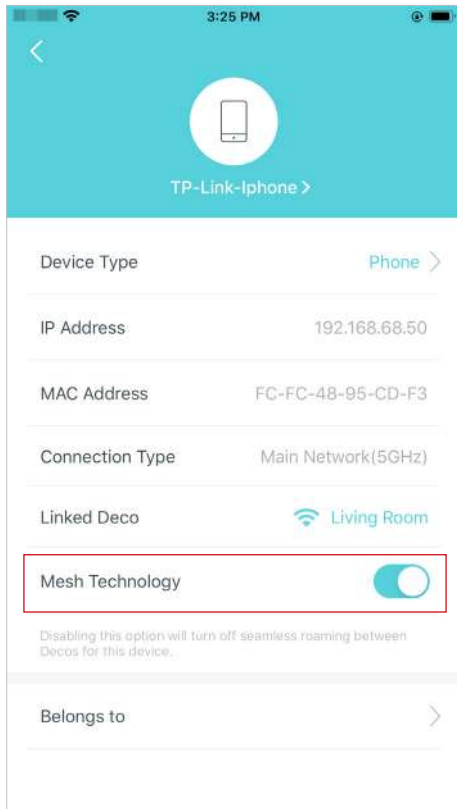 3:25 PM
TP-Link-Iphone >
Device Type Phone >
IP Address 192.168.68.50
MAC Address FC-FC-48-95-CD-F3
Connection Type Main Network(5GHz)
Linked Deco Living Room
Mesh Technology
Disabling this option will turn off seamless roaming between
Decos for this device.
Belongs to >